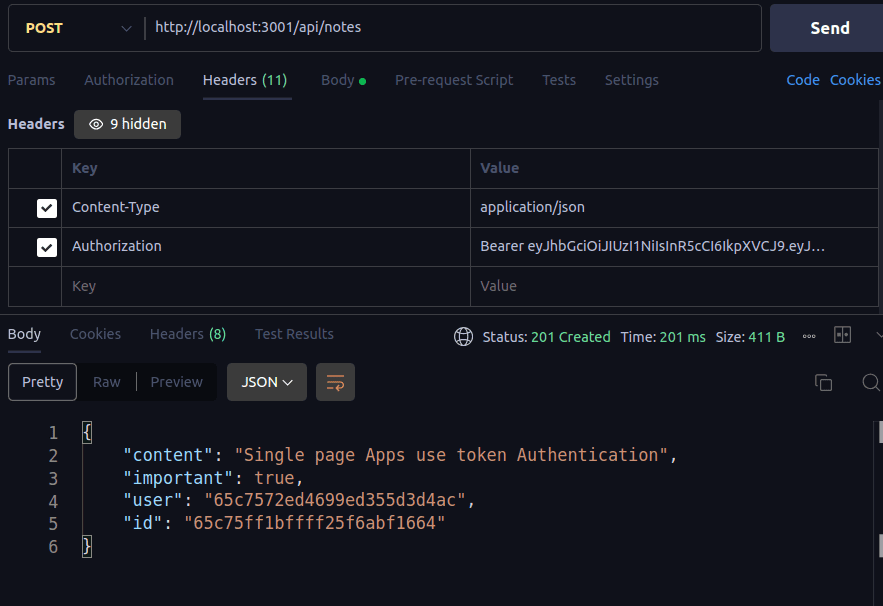 POST http://localhost:3001/api/notes Send
Params Authorization Headers (11) Body Pre-request Script Tests Settings Code Cookies
Headers 9 hidden
Key Value
Content-Type application/json
Authorization Bearer eyJhbGciOiJIUzI1NiIsInR5cCI6IkpXVCJ9.eyJ…
Key Value
Body Cookies Headers (8) Test Results Status: 201 Created Time: 201 ms Size: 411 B
Pretty Raw Preview JSON
1 {
2 "content": "Single page Apps use token Authentication",
3 "important": true,
4 "user": "65c7572ed4699ed355d3d4ac",
5 "id": "65c75ff1bffff25f6abf1664"
6 }